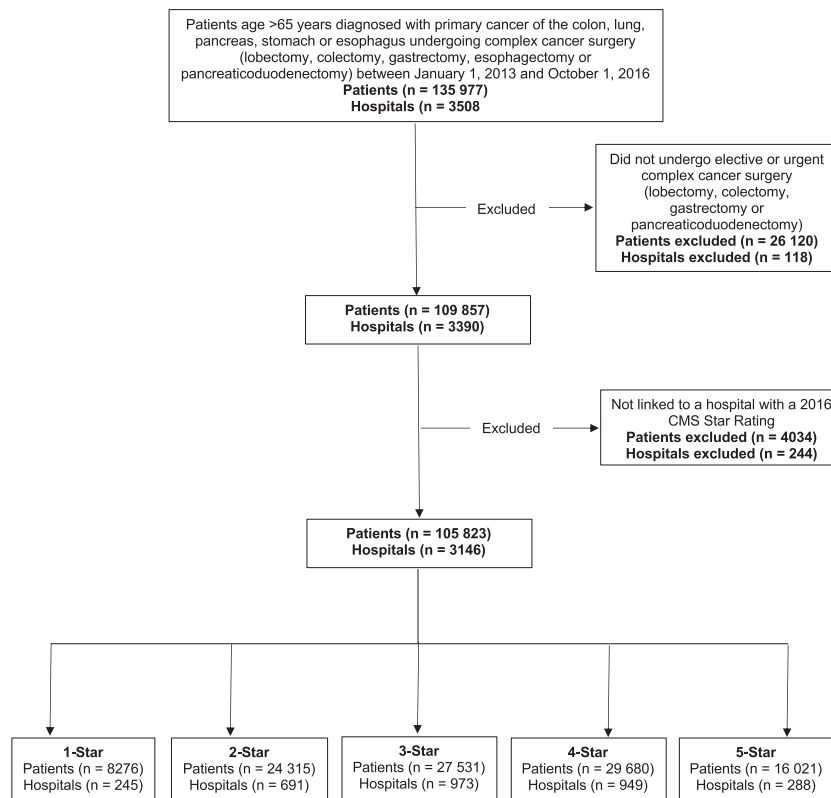 Patients age >65 years diagnosed with primary cancer of the colon, lung,
pancreas, stomach or esophagus undergoing complex cancer surgery
(lobectomy, colectomy, gastrectomy, esophagectomy or
pancreaticoduodenectomy) between January 1, 2013 and October 1, 2016
Patients (n = 135 977)
Hospitals (n = 3508
Did not undergo elective or urgent
complex cancer surgery
(lobectomy, colectomy,
gastrectomy or
pancreaticoduodenectomy)
Patients excluded (n = 26 120)
Hospitals excluded (n = 118)
Excluded
Patients (n = 109 857)
Hospitals (n = 3390)
Not linked to a hospital with a 2016
CMS Star Rating
Patients excluded (n = 4034)
Hospitals excluded (n = 244)
Excluded
Patients (n = 105 823)
Hospitals (n = 3146)
1-Star
Patients (n = 8276)
Hospitals (n = 245)
2-Star
Patients (n = 24 315)
Hospitals (n = 691)
3-Star
Patients (n = 27 531)
Hospitals (n = 973)
4-Star
Patients (n = 29 680)
Hospitals (n = 949)
5-Star
Patients (n = 16 021)
Hospitals (n = 288)